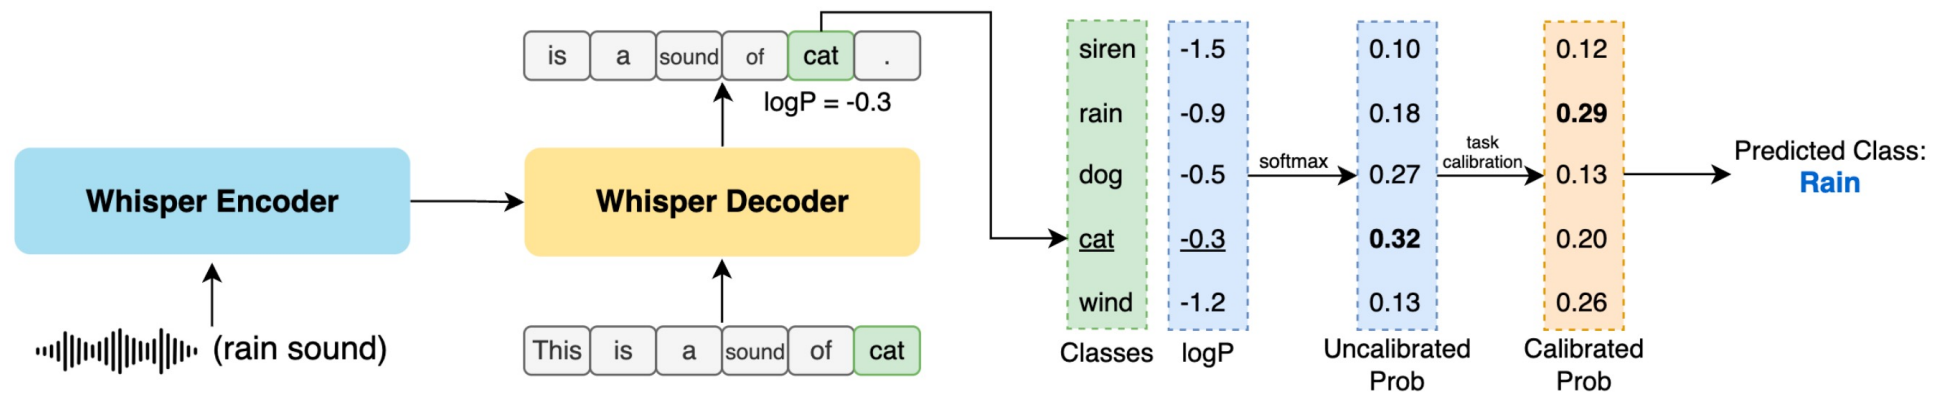 is a sound of cat .
logP = -0.3
Whisper Encoder
Whisper Decoder
(rain sound)
This is a sound of cat
siren -1.5 0.10 0.12
rain -0.9 0.18 0.29
softmax
task
calibration
dog -0.5 0.27 0.13
cat -0.3 0.32 0.20
wind -1.2 0.13 0.26
Classes
logP
Uncalibrated
Prob
Calibrated
Prob
Predicted Class:
Rain